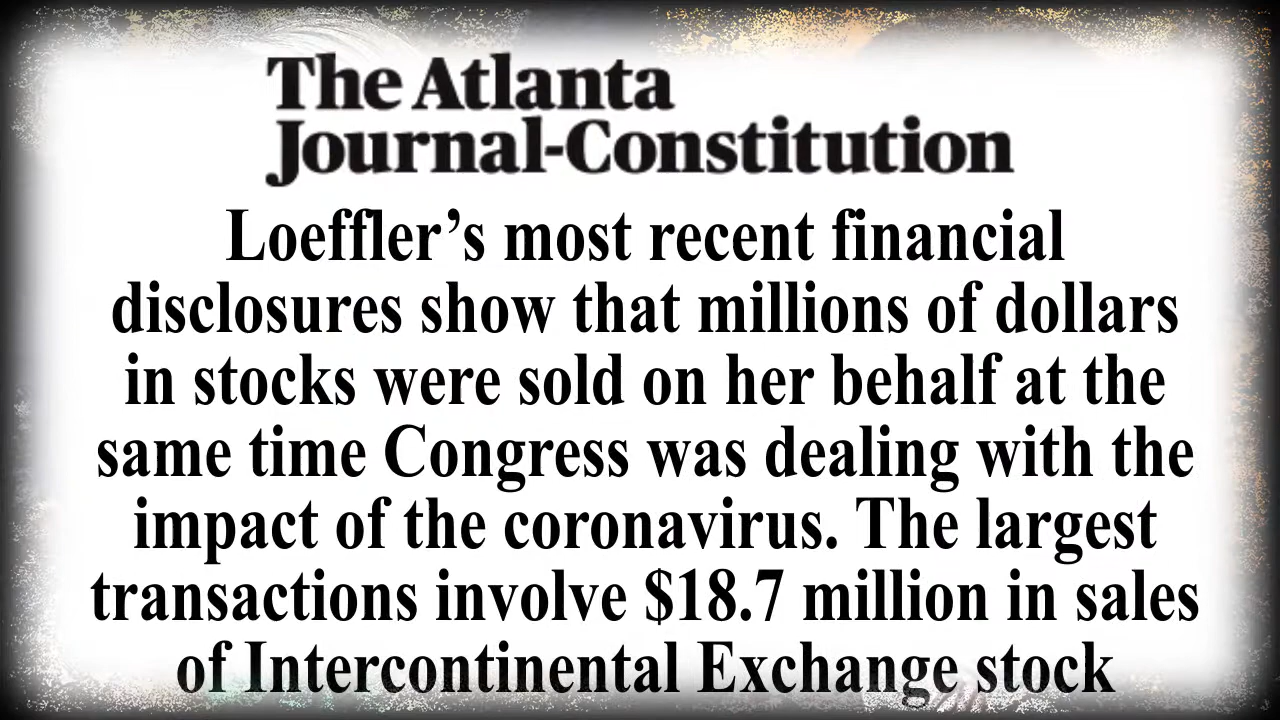 The Atlanta
Journal-Constitution
Loeffler’s most recent financial
disclosures show that millions of dollars
in stocks were sold on her behalf at the
same time Congress was dealing with the
impact of the coronavirus. The largest
transactions involve $18.7 million in sales
of Intercontinental Exchange stock